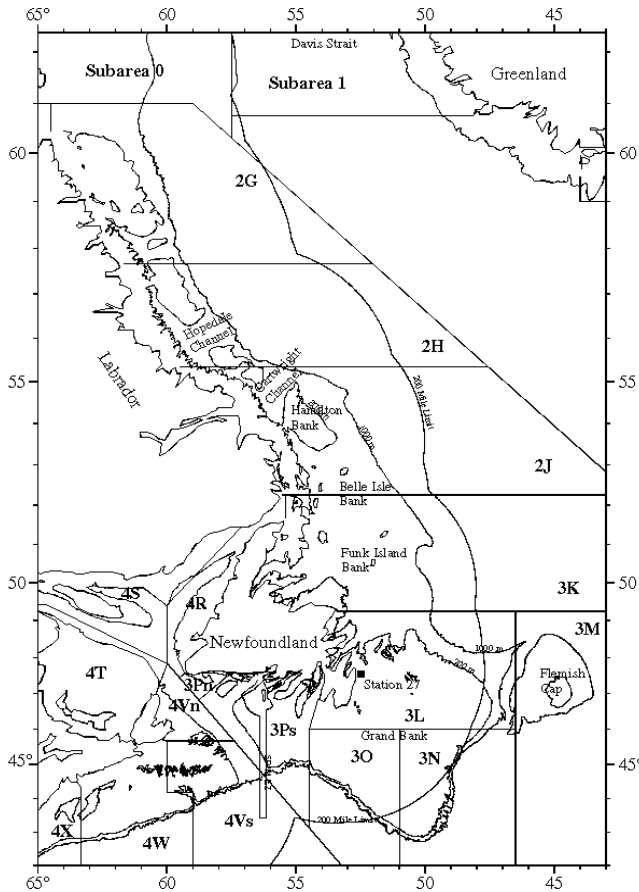 65° 60 55 50 45
Davis Strait
Subarea 0
Subarea 1
Greenland
60
60
2G
Hopedale
Channel
2H
Cartwright
Channel
55
55
Labrador
200 Mile Limit
Hamilton
Bank
1000 m
2J
Belle Isle
Bank
Funk Island
Bank
50
50
4S
4R
3K
3M
Newfoundland
1000 m
200 m
Flemish
Cap
4T
3Pn
Station 27
4Vn
3Ps
3L
Grand Bank
3O
3N
45°
45°
200 Mile Limit
4X
4W
4Vs
65° 60 55 50 45